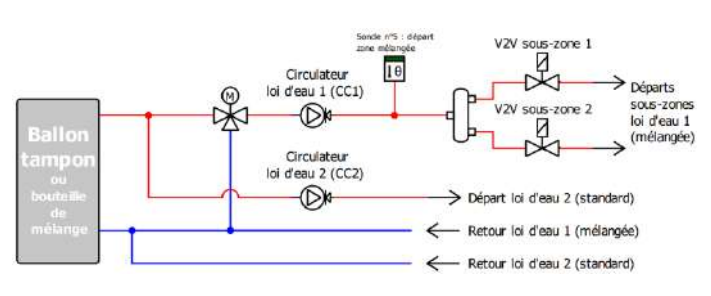 Sonde n°5 : départ
zone mélangée
V2V sous-zone 1
M
1θ
Circulateur
loi d'eau 1 (CC1)
Départs
sous-zones
loi d'eau 1
(mélangée)
V2V sous-zone 2
Ballon
tampon
ou
bouteille
de
mélange
Circulateur
loi d'eau 2 (CC2)
Départ loi d'eau 2 (standard)
Retour loi d'eau 1 (mélangée)
Retour loi d'eau 2 (standard)